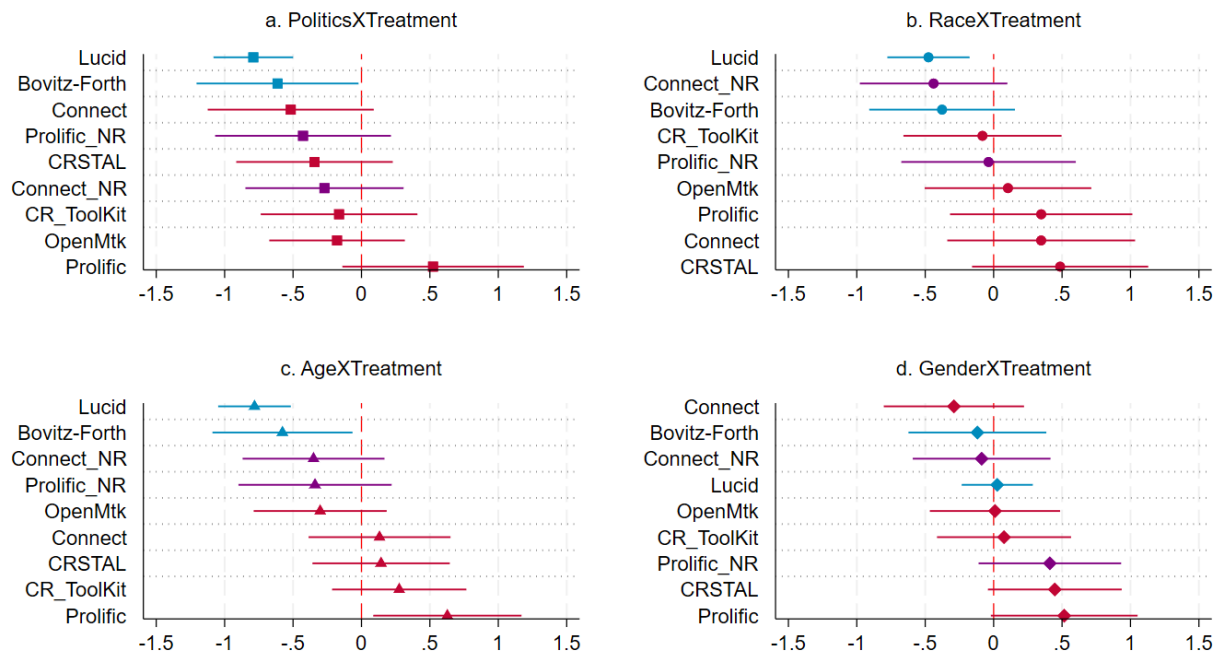 a. PoliticsXTreatment
Lucid
Bovitz-Forth
Connect
Prolific_NR
CRSTAL
Connect_NR
CR_ToolKit
OpenMtk
Prolific
-1.5 -1 -.5 0 .5 1 1.5
b. RaceXTreatment
Lucid
Connect_NR
Bovitz-Forth
CR_ToolKit
Prolific_NR
OpenMtk
Prolific
Connect
CRSTAL
-1.5 -1 -.5 0 .5 1 1.5
c. AgeXTreatment
Lucid
Bovitz-Forth
Connect_NR
Prolific_NR
OpenMtk
Connect
CRSTAL
CR_ToolKit
Prolific
-1.5 -1 -.5 0 .5 1 1.5
d. GenderXTreatment
Connect
Bovitz-Forth
Connect_NR
Lucid
OpenMtk
CR_ToolKit
Prolific_NR
CRSTAL
Prolific
-1.5 -1 -.5 0 .5 1 1.5